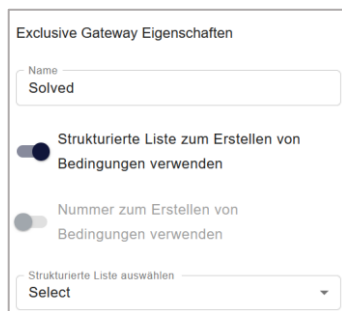 Exclusive Gateway Eigenschaften
Name
Solved
Strukturierte Liste zum Erstellen von
Bedingungen verwenden
Nummer zum Erstellen von
Bedingungen verwenden
Strukturierte Liste auswählen
Select